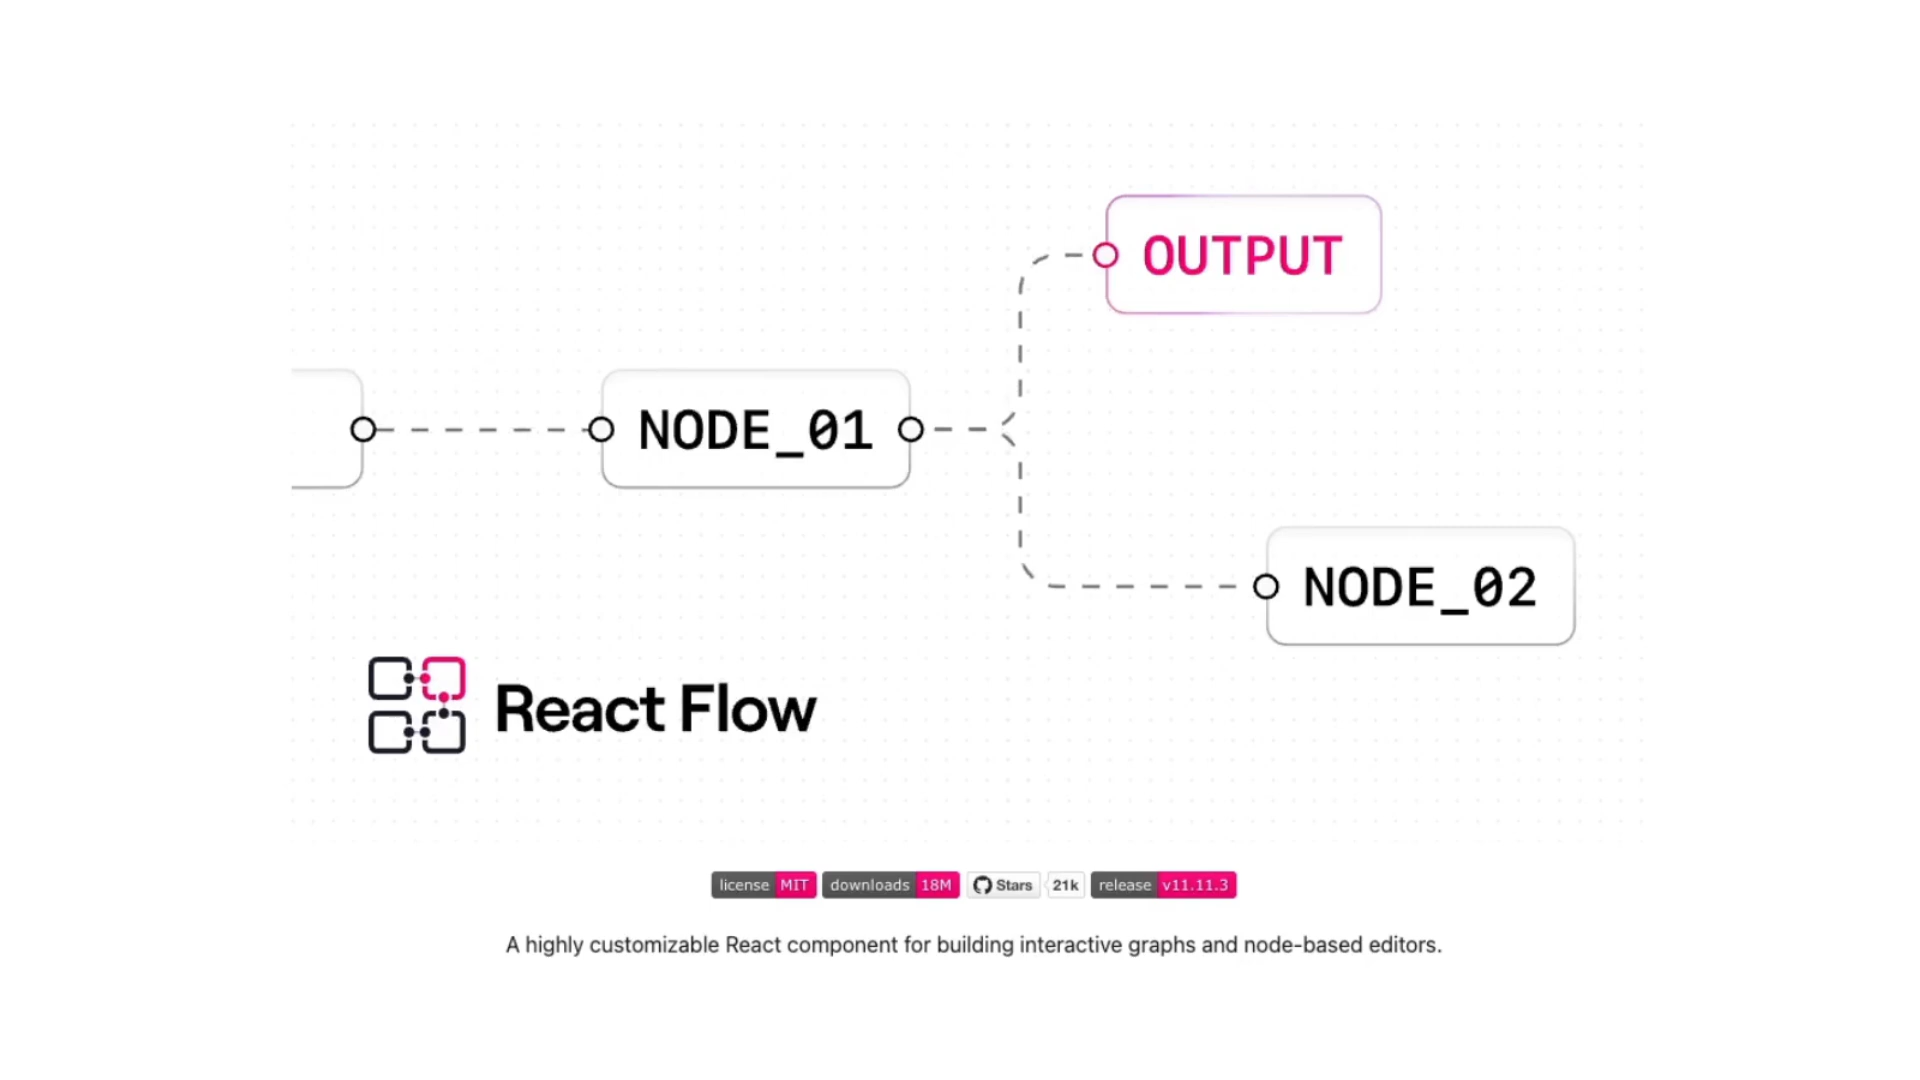 OUTPUT
NODE_01
NODE_02
React Flow
license MIT downloads 18M Stars 21k release v11.11.3
A highly customizable React component for building interactive graphs and node-based editors.